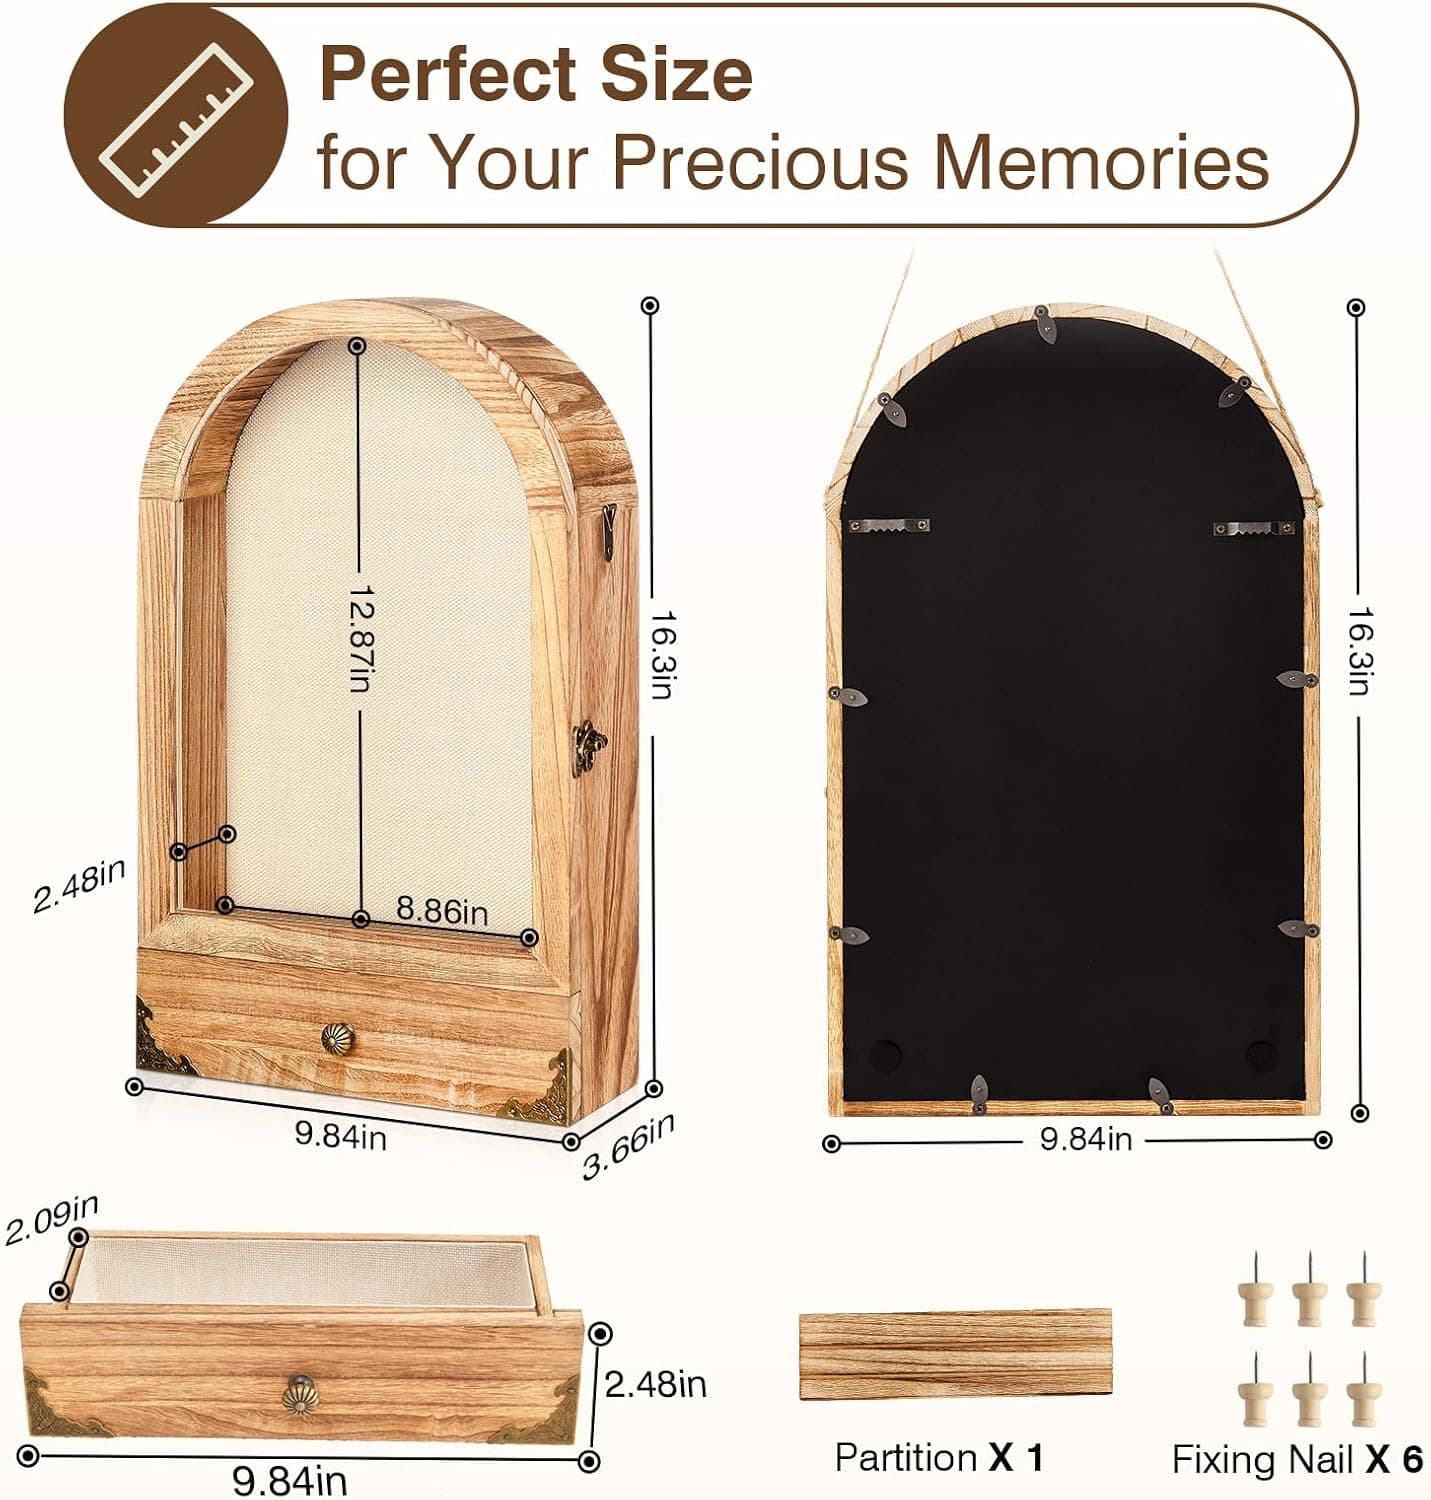 Perfect Size
for Your Precious Memories
12.87in
16.3in
2.48in
8.86in
9.84in
3.66in
16.3in
9.84in
2.09in
2.48in
9.84in
Partition X 1
Fixing Nail X 6